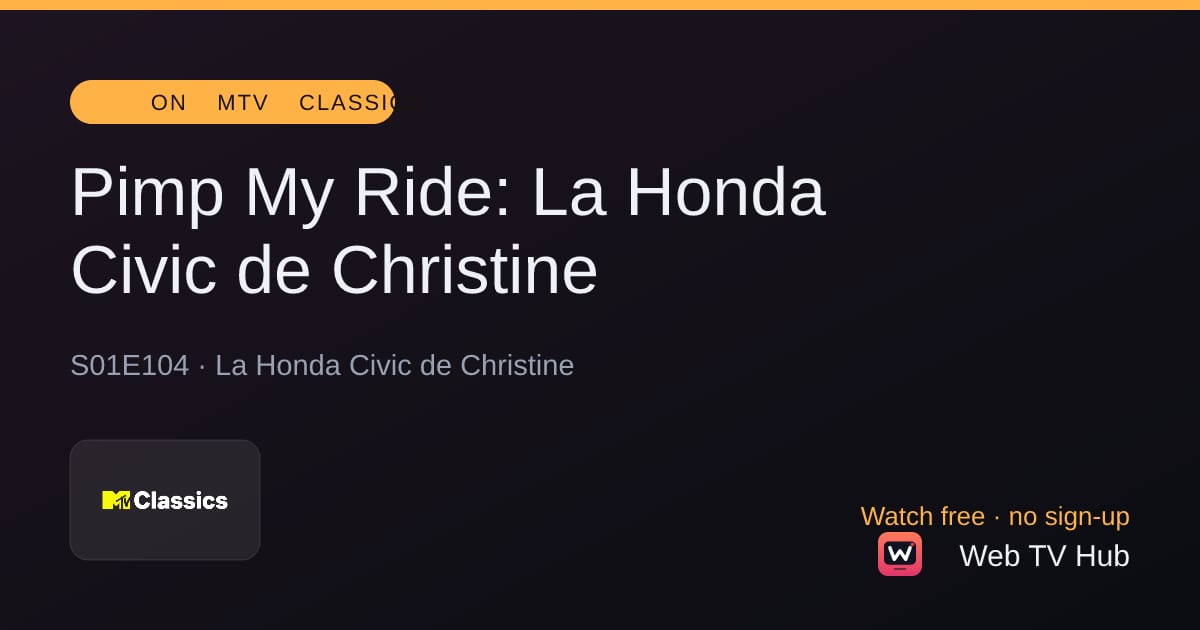 ON MTV
Pimp My Ride: La Honda
Civic de Christine
S01E104 · La Honda Civic de Christine
MTV Classics
Watch free · no sign-up
W Web TV Hub